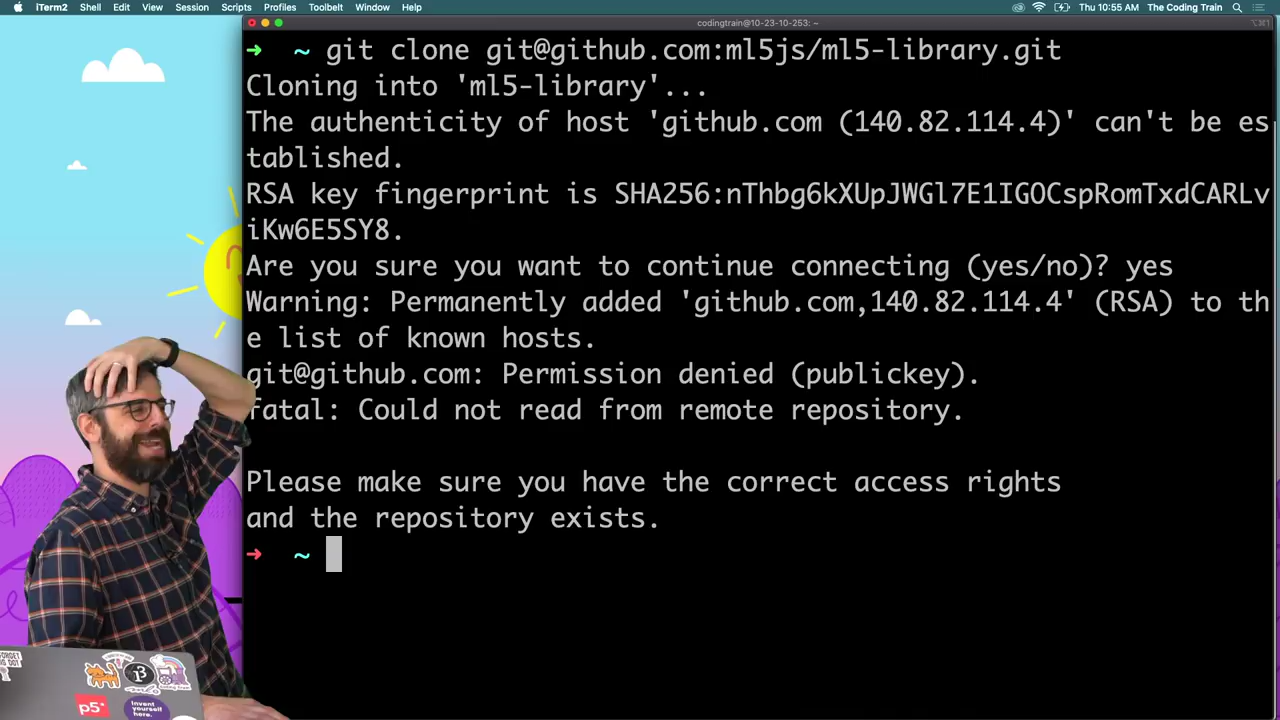 iTerm2 Shell Edit View Session Scripts Profiles Toolbelt Window Help Thu 10:55 AM The Coding Train
codingtrain@10-23-10-253: ~
➜ ~ git clone git@github.com:ml5js/ml5-library.git
Cloning into 'ml5-library'...
The authenticity of host 'github.com (140.82.114.4)' can't be es
tablished.
RSA key fingerprint is SHA256:nThbg6kXUpJWGl7E1IGOCspRomTxdCARLv
iKw6E5SY8.
Are you sure you want to continue connecting (yes/no)? yes
Warning: Permanently added 'github.com,140.82.114.4' (RSA) to th
e list of known hosts.
git@github.com: Permission denied (publickey).
fatal: Could not read from remote repository.
Please make sure you have the correct access rights
and the repository exists.
➜ ~
p5*
Invent
yourself
here.